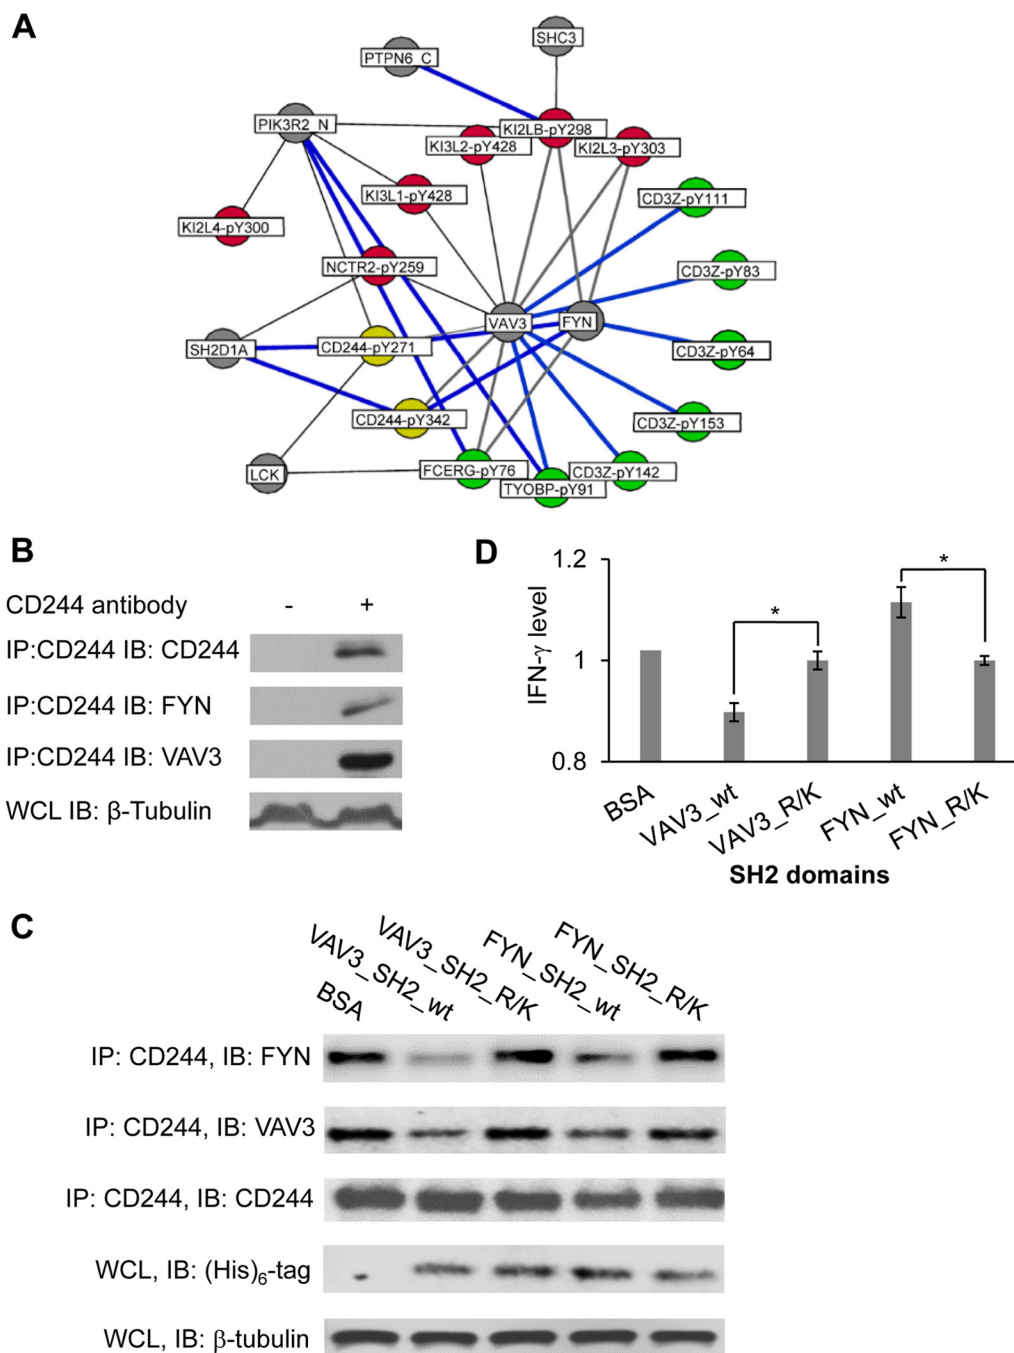 A
SHC3
PTPN6_C
PIK3R2_N
KI2LB-pY298
KI3L2-pY428
KI2L3-pY303
KI3L1-pY428
CD3Z-pY111
KI2L4-pY300
NCTR2-pY259
CD3Z-pY83
VAV3
FYN
SH2D1A
CD244-pY271
CD3Z-pY64
CD244-pY342
CD3Z-pY153
LCK
FCERG-pY76
CD3Z-pY142
TYOBP-pY91
B
CD244 antibody - +
IP:CD244 IB: CD244
IP:CD244 IB: FYN
IP:CD244 IB: VAV3
WCL IB: β-Tubulin
D
1.2
1
0.8
IFN-γ level
*
*
BSA
VAV3_wt
VAV3_R/K
FYN_wt
FYN_R/K
SH2 domains
C
BSA
VAV3_SH2_wt
VAV3_SH2_R/K
FYN_SH2_wt
FYN_SH2_R/K
IP: CD244, IB: FYN
IP: CD244, IB: VAV3
IP: CD244, IB: CD244
WCL, IB: (His)₆-tag
WCL, IB: β-tubulin